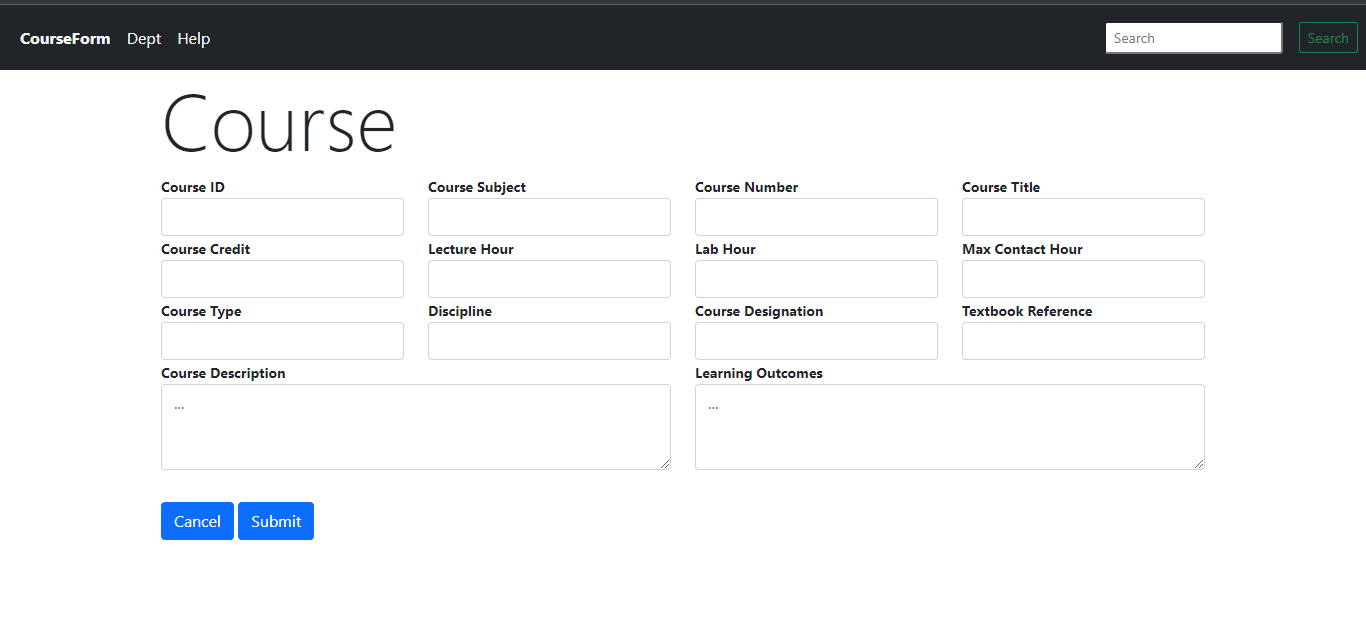 CourseForm Dept Help Search Search
Course
Course ID Course Subject Course Number Course Title
Course Credit Lecture Hour Lab Hour Max Contact Hour
Course Type Discipline Course Designation Textbook Reference
Course Description Learning Outcomes
... ...
Cancel Submit